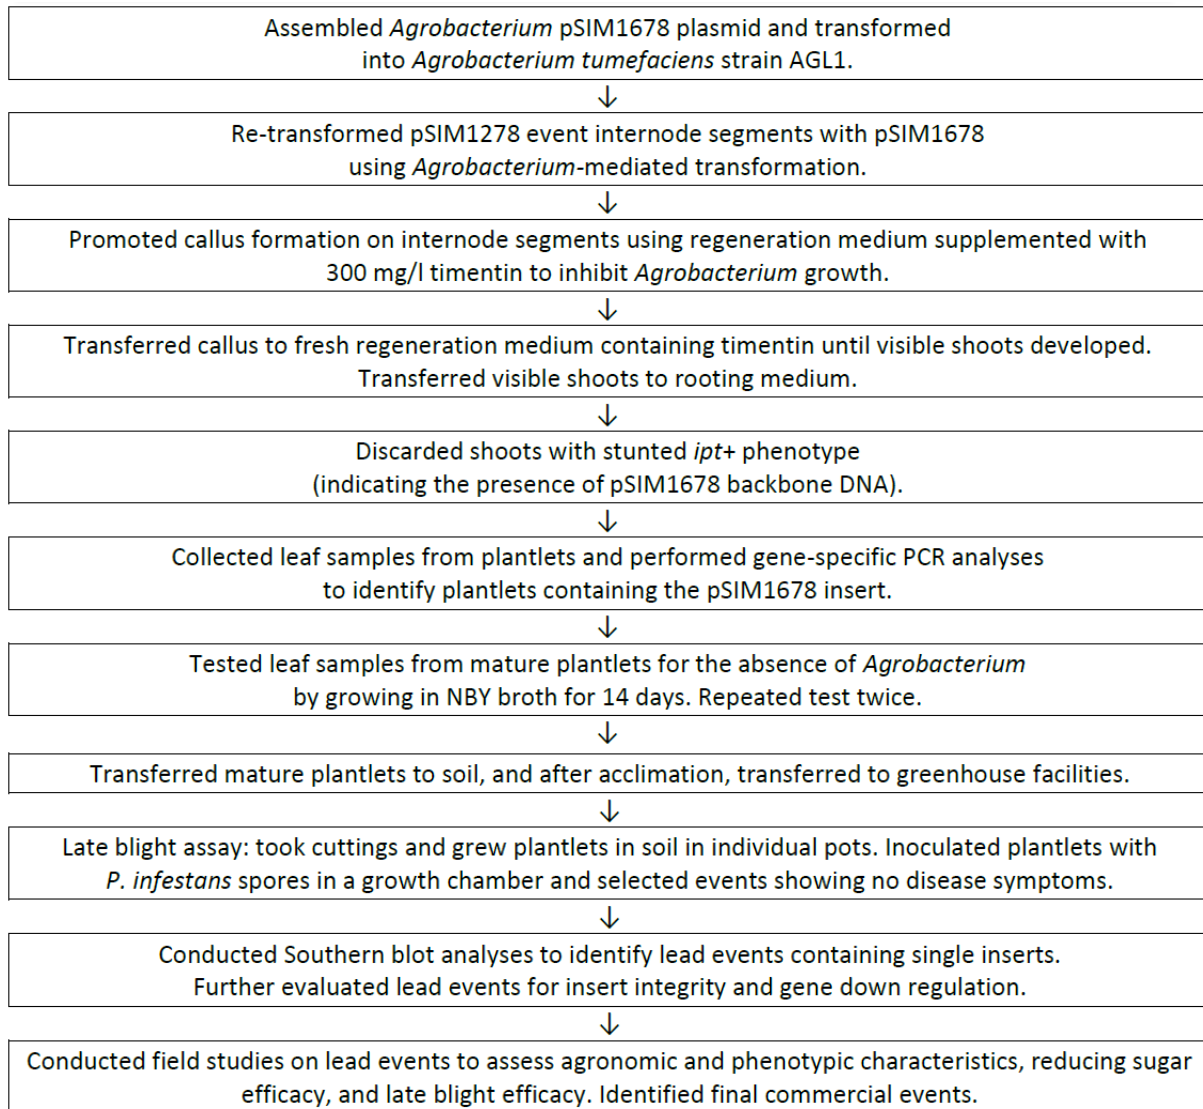 Assembled Agrobacterium pSIM1678 plasmid and transformed
into Agrobacterium tumefaciens strain AGL1.
↓
Re-transformed pSIM1278 event internode segments with pSIM1678
using Agrobacterium-mediated transformation.
↓
Promoted callus formation on internode segments using regeneration medium supplemented with
300 mg/l timentin to inhibit Agrobacterium growth.
↓
Transferred callus to fresh regeneration medium containing timentin until visible shoots developed.
Transferred visible shoots to rooting medium.
↓
Discarded shoots with stunted ipt+ phenotype
(indicating the presence of pSIM1678 backbone DNA).
↓
Collected leaf samples from plantlets and performed gene-specific PCR analyses
to identify plantlets containing the pSIM1678 insert.
↓
Tested leaf samples from mature plantlets for the absence of Agrobacterium
by growing in NBY broth for 14 days. Repeated test twice.
↓
Transferred mature plantlets to soil, and after acclimation, transferred to greenhouse facilities.
↓
Late blight assay: took cuttings and grew plantlets in soil in individual pots. Inoculated plantlets with
P. infestans spores in a growth chamber and selected events showing no disease symptoms.
↓
Conducted Southern blot analyses to identify lead events containing single inserts.
Further evaluated lead events for insert integrity and gene down regulation.
↓
Conducted field studies on lead events to assess agronomic and phenotypic characteristics, reducing sugar
efficacy, and late blight efficacy. Identified final commercial events.